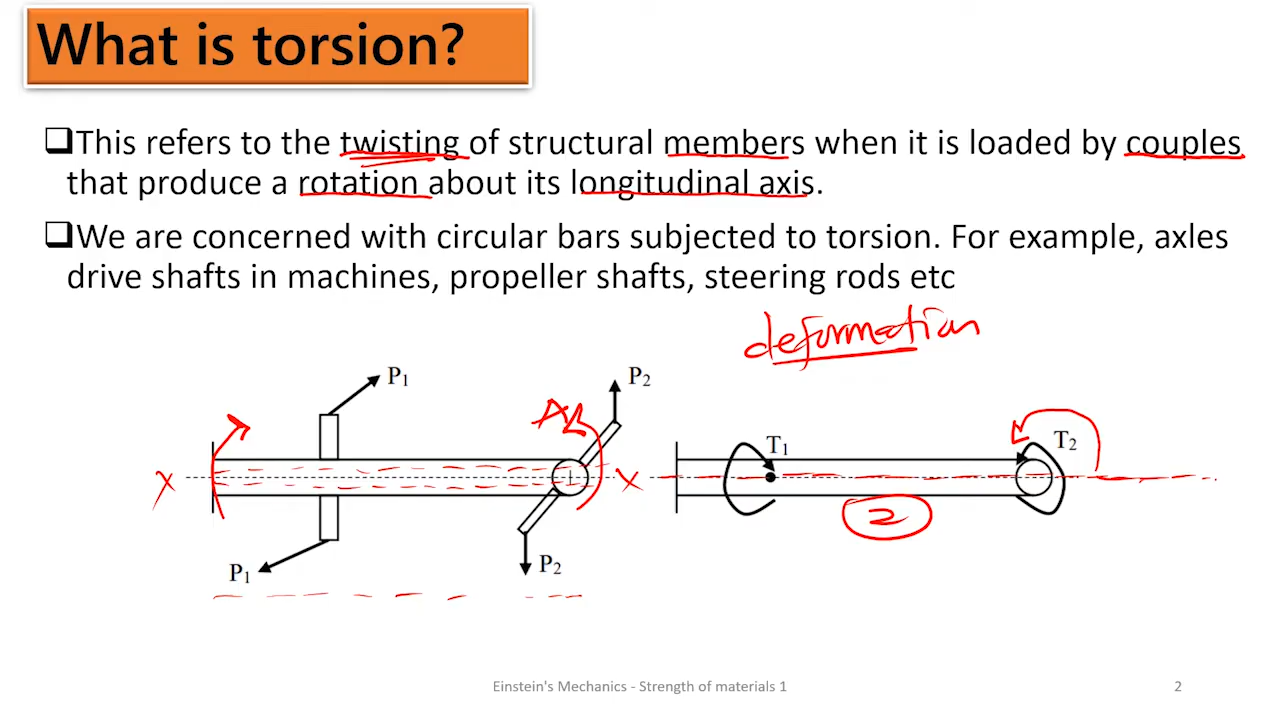 What is torsion?
❑This refers to the twisting of structural members when it is loaded by couples
that produce a rotation about its longitudinal axis.
❑We are concerned with circular bars subjected to torsion. For example, axles
drive shafts in machines, propeller shafts, steering rods etc
deformation
P1
P2
AB
T1
T2
X
X
2
P1
P2
Einstein's Mechanics - Strength of materials 1
2